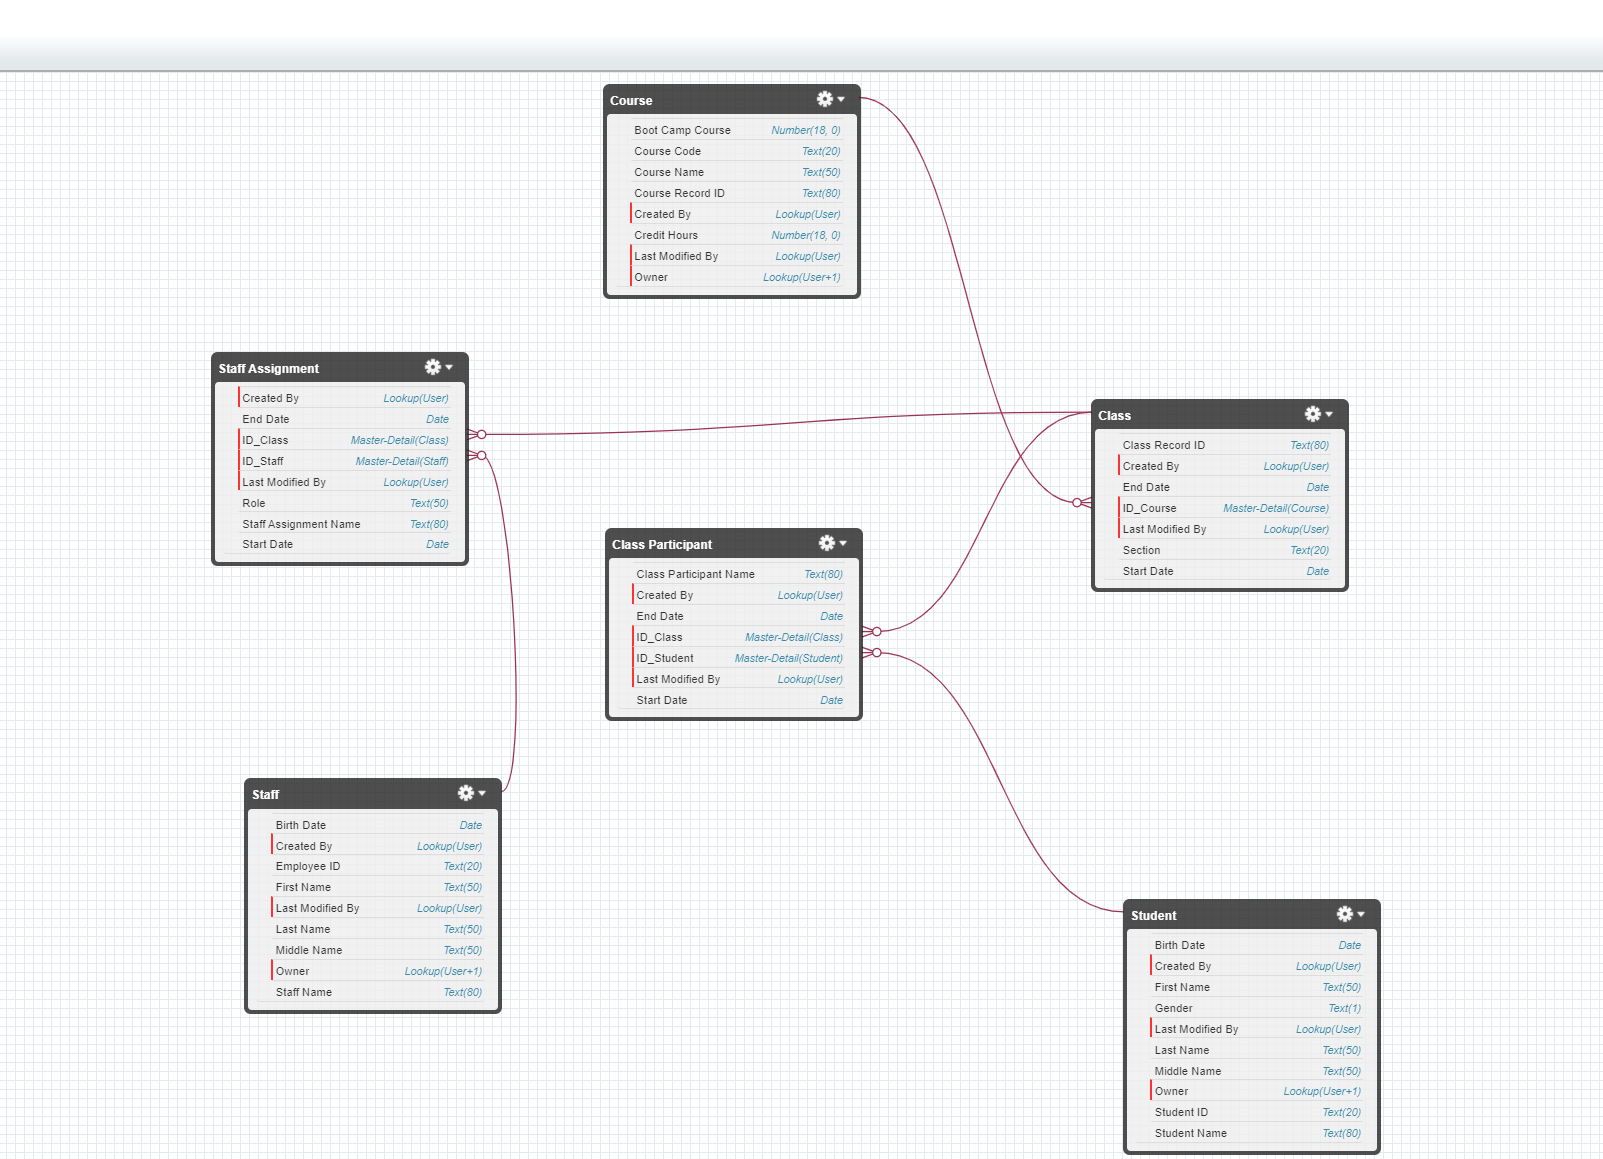 Course
Boot Camp Course Number(18, 0)
Course Code Text(20)
Course Name Text(50)
Course Record ID Text(80)
Created By Lookup(User)
Credit Hours Number(18, 0)
Last Modified By Lookup(User)
Owner Lookup(User+1)
Staff Assignment
Created By Lookup(User)
End Date Date
ID_Class Master-Detail(Class)
ID_Staff Master-Detail(Staff)
Last Modified By Lookup(User)
Role Text(50)
Staff Assignment Name Text(80)
Start Date Date
Class
Class Record ID Text(80)
Created By Lookup(User)
End Date Date
ID_Course Master-Detail(Course)
Last Modified By Lookup(User)
Section Text(20)
Start Date Date
Class Participant
Class Participant Name Text(80)
Created By Lookup(User)
End Date Date
ID_Class Master-Detail(Class)
ID_Student Master-Detail(Student)
Last Modified By Lookup(User)
Start Date Date
Staff
Birth Date Date
Created By Lookup(User)
Employee ID Text(20)
First Name Text(50)
Last Modified By Lookup(User)
Last Name Text(50)
Middle Name Text(50)
Owner Lookup(User+1)
Staff Name Text(80)
Student
Birth Date Date
Created By Lookup(User)
First Name Text(50)
Gender Text(1)
Last Modified By Lookup(User)
Last Name Text(50)
Middle Name Text(50)
Owner Lookup(User+1)
Student ID Text(20)
Student Name Text(80)